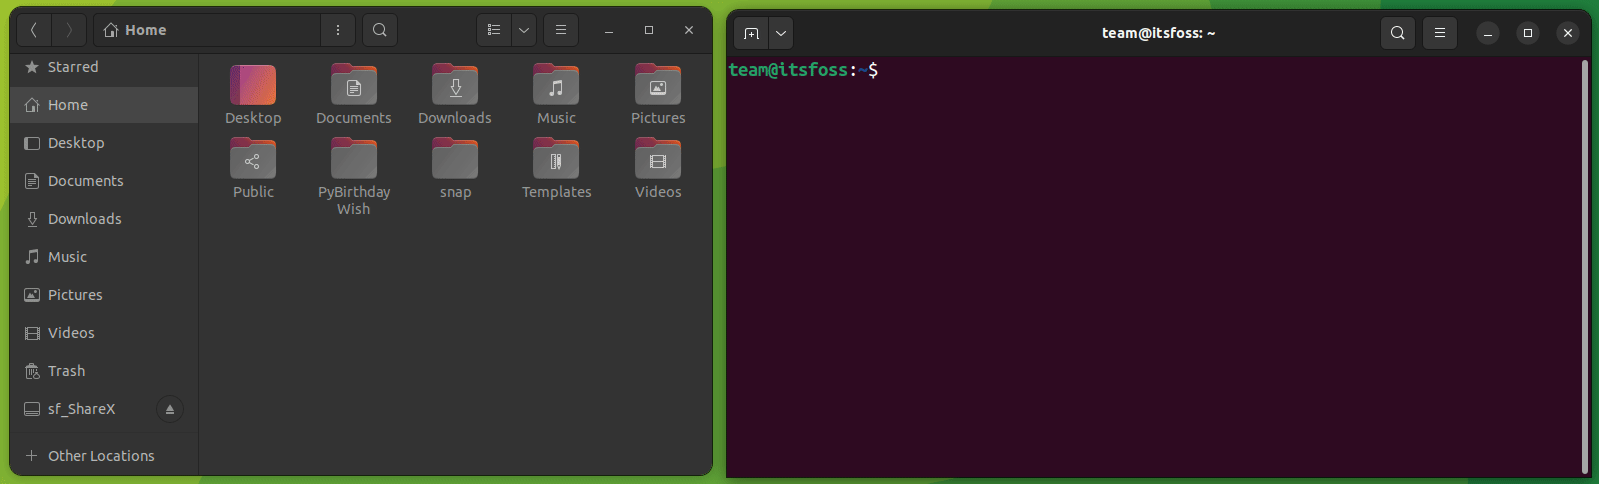 Home
Starred
Home
Desktop
Documents
Downloads
Music
Pictures
Videos
Trash
sf_ShareX
Other Locations
Desktop
Documents
Downloads
Music
Pictures
Public
PyBirthday
Wish
snap
Templates
Videos
team@itsfoss: ~
team@itsfoss:~$